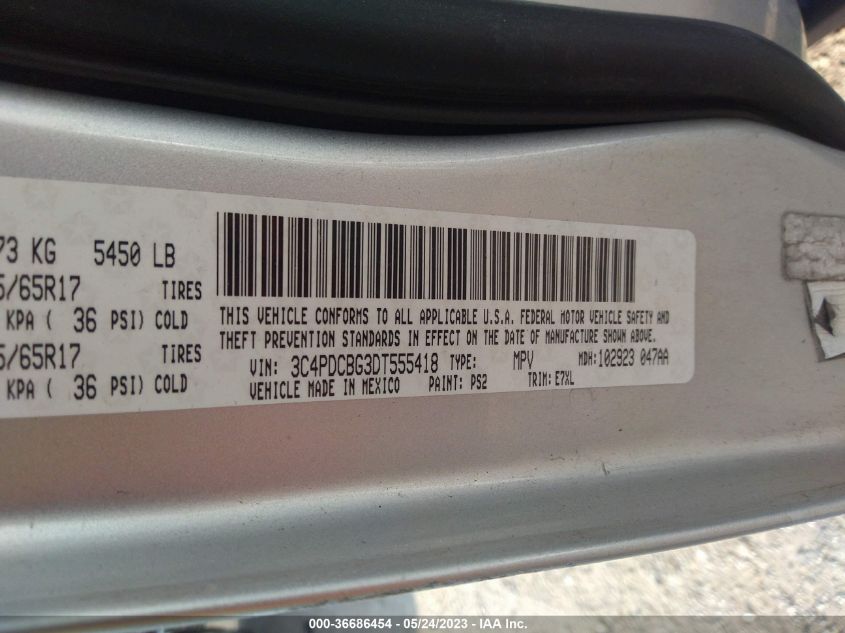 73 KG 5450 LB
5/65R17 TIRES
KPA ( 36 PSI) COLD
5/65R17 TIRES
KPA ( 36 PSI) COLD
THIS VEHICLE CONFORMS TO ALL APPLICABLE U.S.A. FEDERAL MOTOR VEHICLE SAFETY AND
THEFT PREVENTION STANDARDS IN EFFECT ON THE DATE OF MANUFACTURE SHOWN ABOVE.
VIN: 3C4PDCBG3DT555418 TYPE: MPV MDH:102923 047AA
VEHICLE MADE IN MEXICO PAINT: PS2 TRIM: E7XL
000-36686454 - 05/24/2023 - IAA Inc.